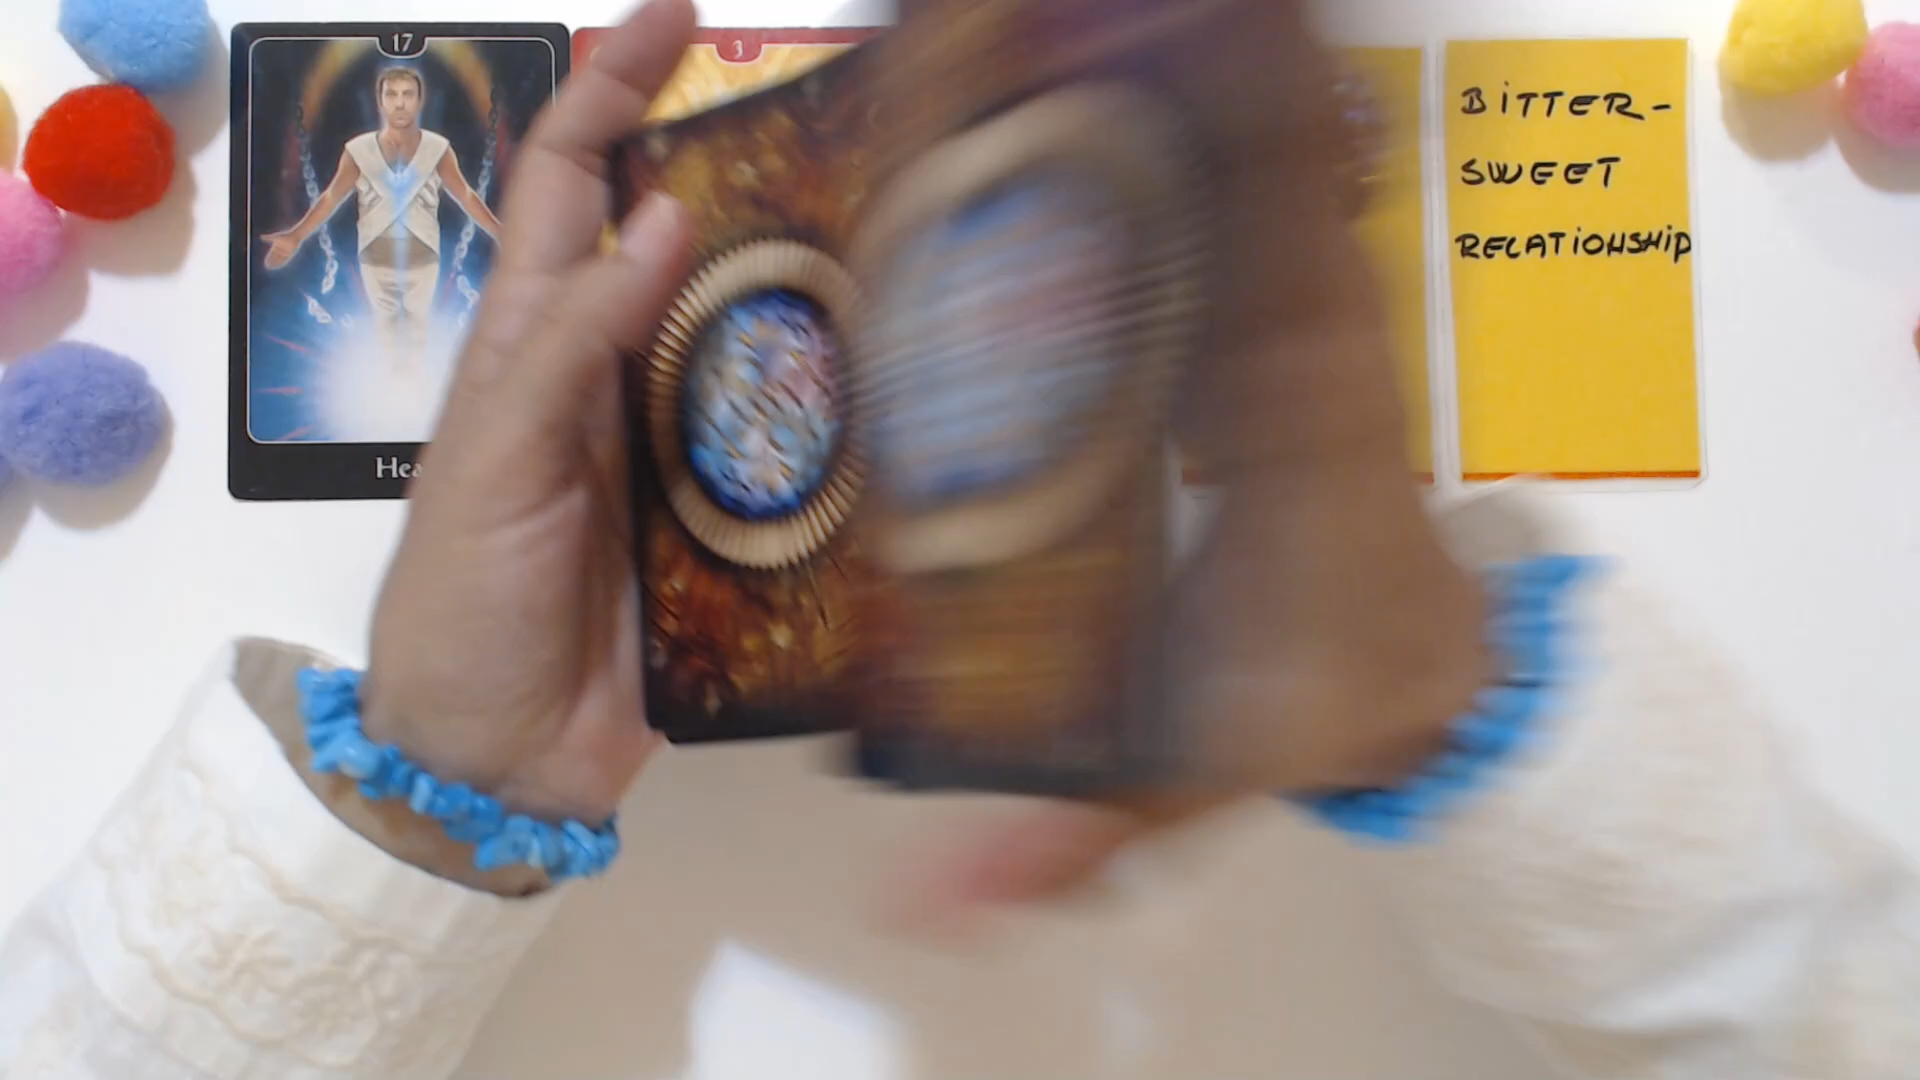 17
3
BITTER-
SWEET
RELATIONSHIP